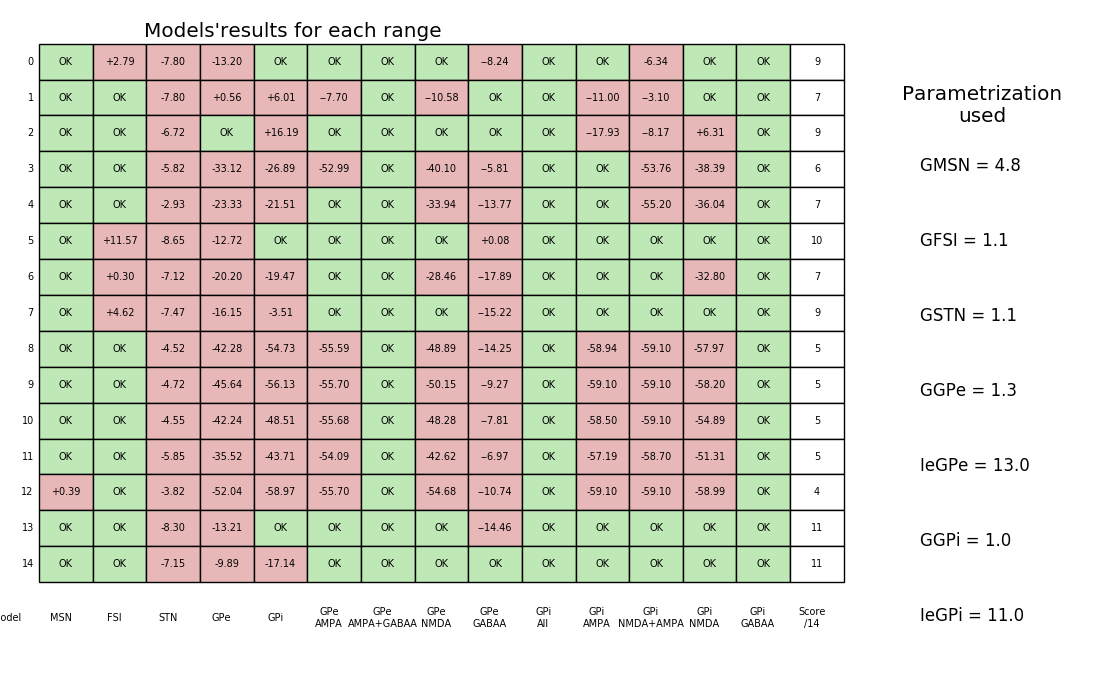 Models'results for each range
0 OK +2.79 -7.80 -13.20 OK OK OK OK --8.24 OK OK -6.34 OK OK 9
1 OK OK -7.80 +0.56 +6.01 --7.70 OK --10.58 OK OK --11.00 --3.10 OK OK 7
2 OK OK -6.72 OK +16.19 OK OK OK OK OK --17.93 --8.17 +6.31 OK 9
3 OK OK -5.82 -33.12 -26.89 --52.99 OK -40.10 --5.81 OK OK -53.76 -38.39 OK 6
4 OK OK -2.93 -23.33 -21.51 OK OK -33.94 --13.77 OK OK -55.20 -36.04 OK 7
5 OK +11.57 -8.65 -12.72 OK OK OK OK +0.08 OK OK OK OK OK 10
6 OK +0.30 -7.12 -20.20 -19.47 OK OK -28.46 --17.89 OK OK OK -32.80 OK 7
7 OK +4.62 -7.47 -16.15 -3.51 OK OK OK --15.22 OK OK OK OK OK 9
8 OK OK -4.52 -42.28 -54.73 -55.59 OK -48.89 --14.25 OK -58.94 -59.10 -57.97 OK 5
9 OK OK -4.72 -45.64 -56.13 -55.70 OK -50.15 --9.27 OK -59.10 -59.10 -58.20 OK 5
10 OK OK -4.55 -42.24 -48.51 -55.68 OK -48.28 --7.81 OK -58.50 -59.10 -54.89 OK 5
11 OK OK -5.85 -35.52 -43.71 -54.09 OK -42.62 --6.97 OK -57.19 -58.70 -51.31 OK 5
12 +0.39 OK -3.82 -52.04 -58.97 -55.70 OK -54.68 --10.74 OK -59.10 -59.10 -58.99 OK 4
13 OK OK -8.30 -13.21 OK OK OK OK --14.46 OK OK OK OK OK 11
14 OK OK -7.15 -9.89 -17.14 OK OK OK OK OK OK OK OK OK 11
odel MSN FSI STN GPe GPi GPe GPe GPe GPe GPi GPi GPi GPi GPi Score
AMPA AMPA+GABAA NMDA GABAA All AMPA NMDA+AMPA NMDA GABAA /14
Parametrization
used
GMSN = 4.8
GFSI = 1.1
GSTN = 1.1
GGPe = 1.3
IeGPe = 13.0
GGPi = 1.0
IeGPi = 11.0